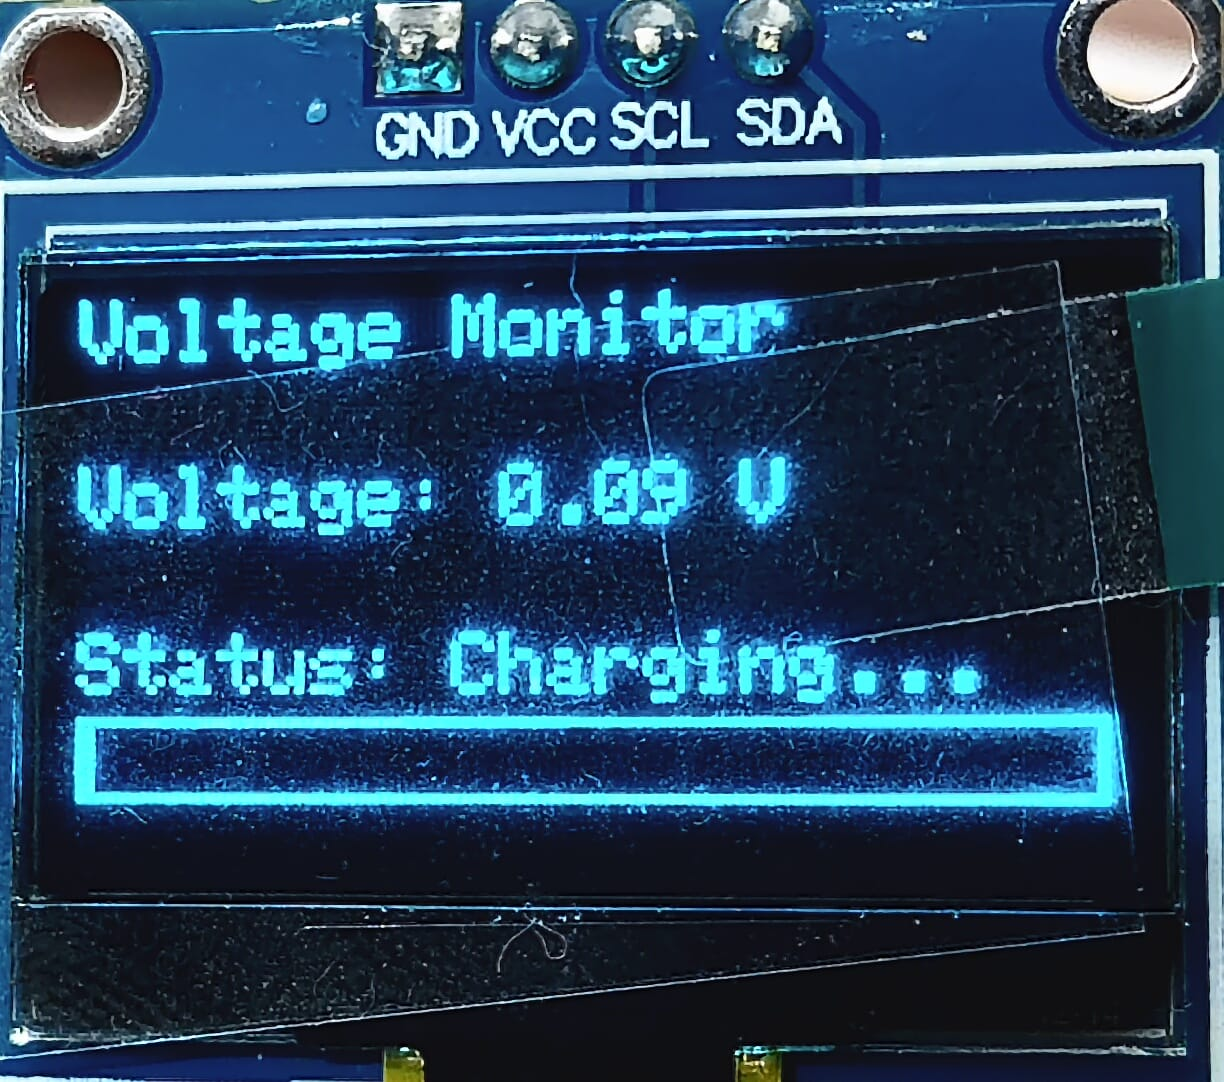 GND VCC SCL SDA
Voltage Monitor
Voltage: 0.09 V
Status: Charging...